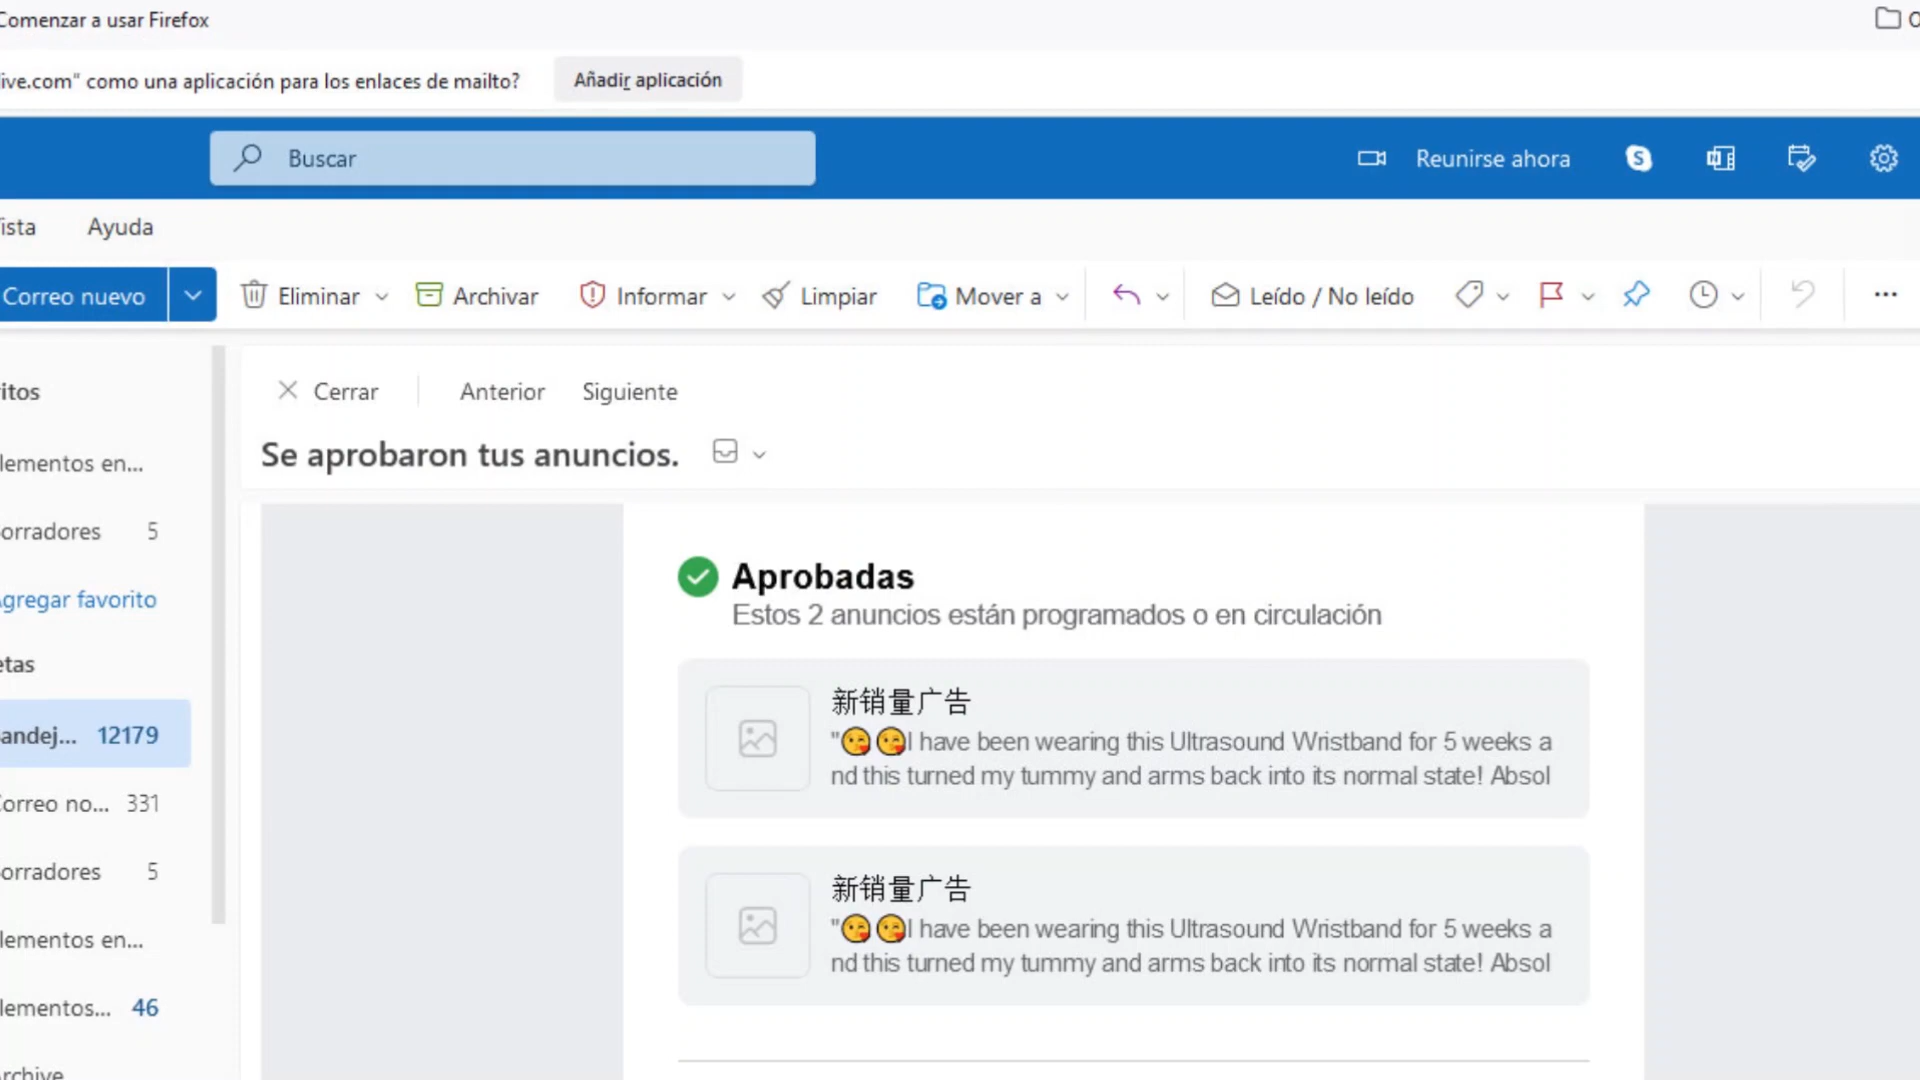 Comenzar a usar Firefox
ive.com" como una aplicación para los enlaces de mailto?
Añadir aplicación
Buscar
Reunirse ahora
ista
Ayuda
Correo nuevo
Eliminar
Archivar
Informar
Limpiar
Mover a
Leído / No leído
Cerrar
Anterior
Siguiente
Se aprobaron tus anuncios.
itos
lementos en...
orradores 5
Agregar favorito
etas
andej... 12179
Correo no... 331
orradores 5
lementos en...
lementos... 46
rchive
Aprobadas
Estos 2 anuncios están programados o en circulación
新销量广告
"😘😘I have been wearing this Ultrasound Wristband for 5 weeks a
nd this turned my tummy and arms back into its normal state! Absol
新销量广告
"😘😘I have been wearing this Ultrasound Wristband for 5 weeks a
nd this turned my tummy and arms back into its normal state! Absol